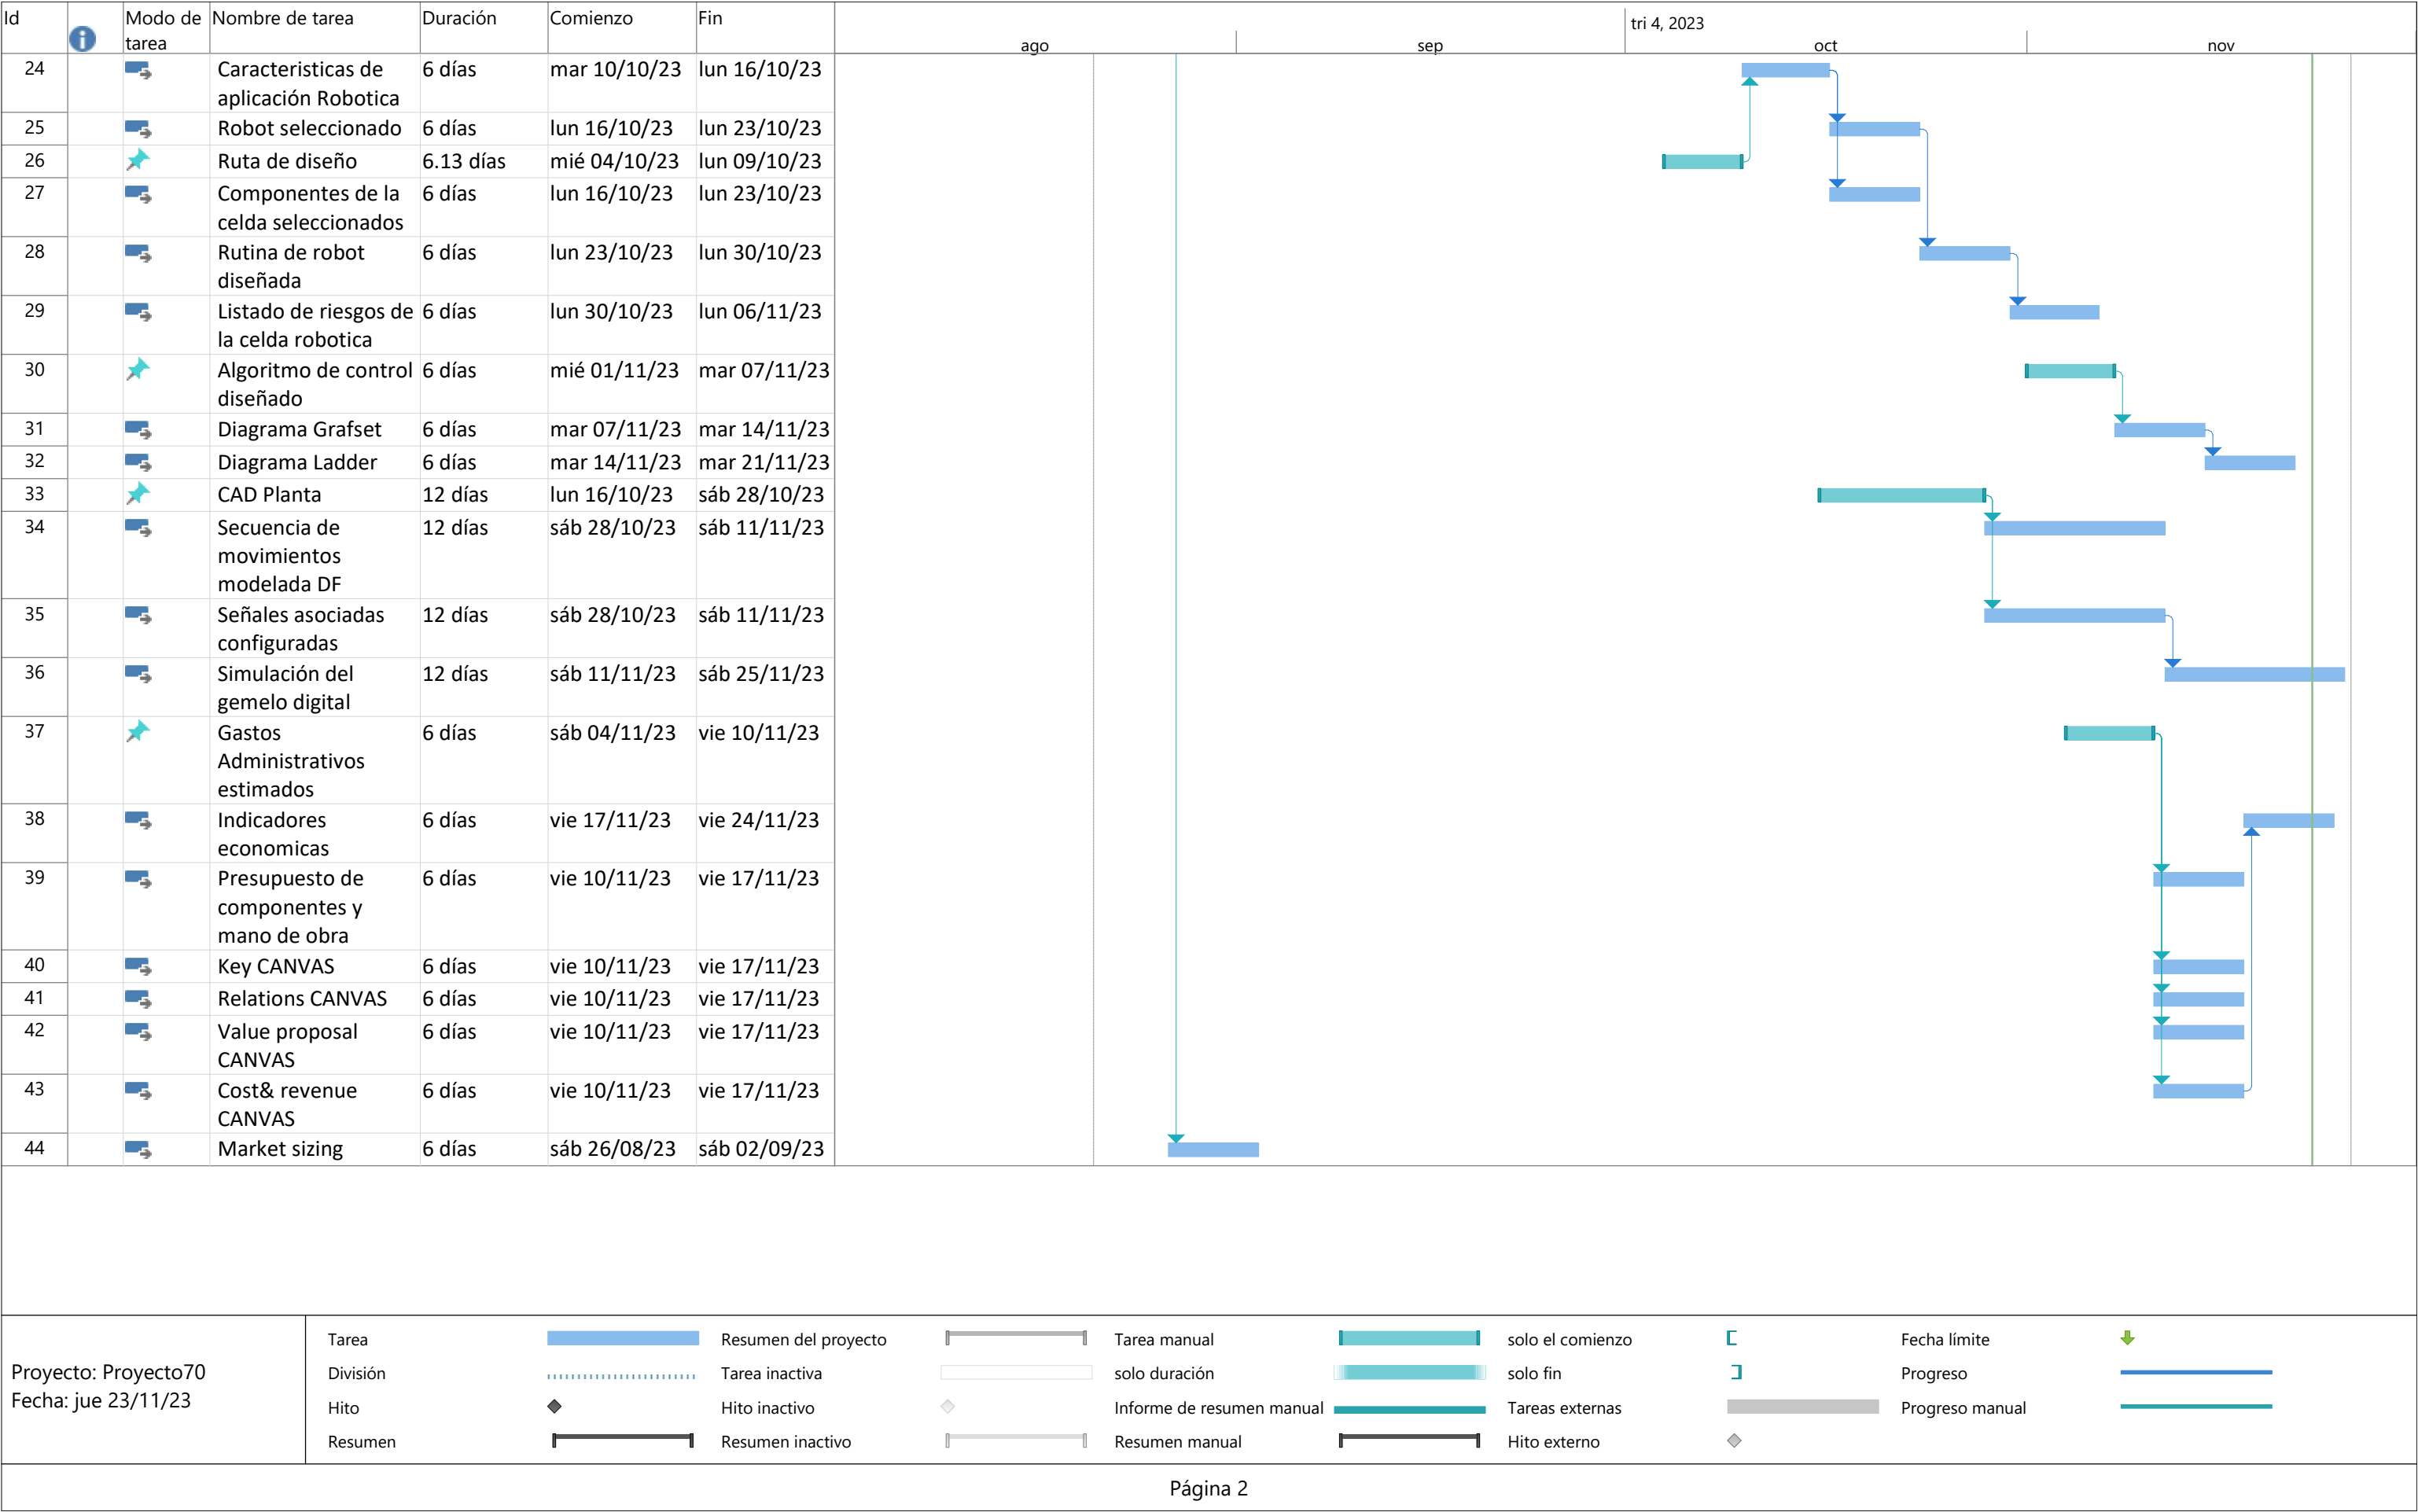 Id
Modo de
tarea
Nombre de tarea
Duración
Comienzo
Fin
tri 4, 2023
ago
sep
oct
nov
24
Caracteristicas de
aplicación Robotica
6 días
mar 10/10/23
lun 16/10/23
25
Robot seleccionado
6 días
lun 16/10/23
lun 23/10/23
26
Ruta de diseño
6.13 días
mié 04/10/23
lun 09/10/23
27
Componentes de la
celda seleccionados
6 días
lun 16/10/23
lun 23/10/23
28
Rutina de robot
diseñada
6 días
lun 23/10/23
lun 30/10/23
29
Listado de riesgos de
la celda robotica
6 días
lun 30/10/23
lun 06/11/23
30
Algoritmo de control
diseñado
6 días
mié 01/11/23
mar 07/11/23
31
Diagrama Grafset
6 días
mar 07/11/23
mar 14/11/23
32
Diagrama Ladder
6 días
mar 14/11/23
mar 21/11/23
33
CAD Planta
12 días
lun 16/10/23
sáb 28/10/23
34
Secuencia de
movimientos
modelada DF
12 días
sáb 28/10/23
sáb 11/11/23
35
Señales asociadas
configuradas
12 días
sáb 28/10/23
sáb 11/11/23
36
Simulación del
gemelo digital
12 días
sáb 11/11/23
sáb 25/11/23
37
Gastos
Administrativos
estimados
6 días
sáb 04/11/23
vie 10/11/23
38
Indicadores
economicas
6 días
vie 17/11/23
vie 24/11/23
39
Presupuesto de
componentes y
mano de obra
6 días
vie 10/11/23
vie 17/11/23
40
Key CANVAS
6 días
vie 10/11/23
vie 17/11/23
41
Relations CANVAS
6 días
vie 10/11/23
vie 17/11/23
42
Value proposal
CANVAS
6 días
vie 10/11/23
vie 17/11/23
43
Cost& revenue
CANVAS
6 días
vie 10/11/23
vie 17/11/23
44
Market sizing
6 días
sáb 26/08/23
sáb 02/09/23
Proyecto: Proyecto70
Fecha: jue 23/11/23
Tarea
División
Hito
Resumen
Resumen del proyecto
Tarea inactiva
Hito inactivo
Resumen inactivo
Tarea manual
solo duración
Informe de resumen manual
Resumen manual
solo el comienzo
solo fin
Tareas externas
Hito externo
Fecha límite
Progreso
Progreso manual
Página 2